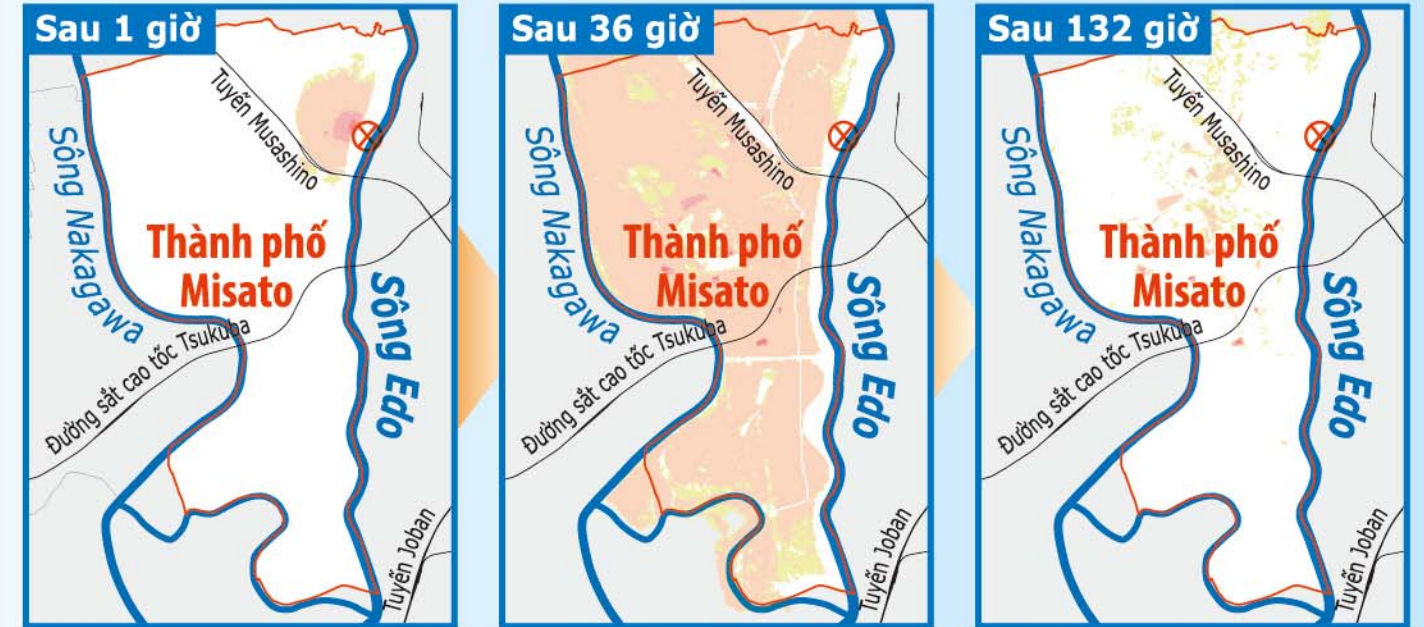 Sau 1 giờ
Tuyến Musashino
Sông Nakagawa
Thành phố
Misato
Đường sắt cao tốc Tsukuba
Sông Edo
Tuyến Joban
Sau 36 giờ
Tuyến Musashino
Sông Nakagawa
Thành phố
Misato
Đường sắt cao tốc Tsukuba
Sông Edo
Tuyến Joban
Sau 132 giờ
Tuyến Musashino
Sông Nakagawa
Thành phố
Misato
Đường sắt cao tốc Tsukuba
Sông Edo
Tuyến Joban